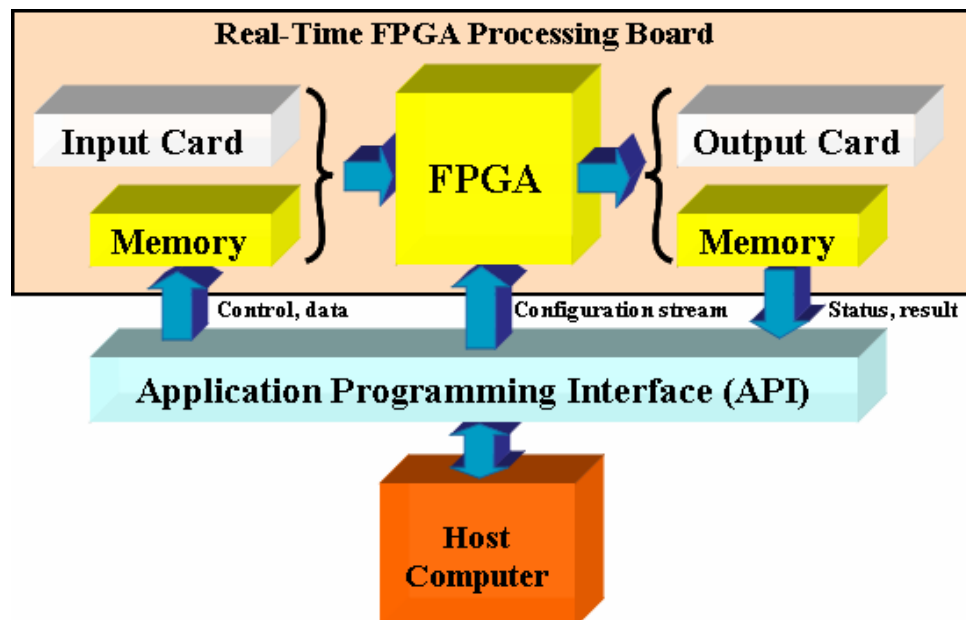 Real-Time FPGA Processing Board
Input Card
Memory
FPGA
Output Card
Memory
Control, data
Configuration stream
Status, result
Application Programming Interface (API)
Host
Computer